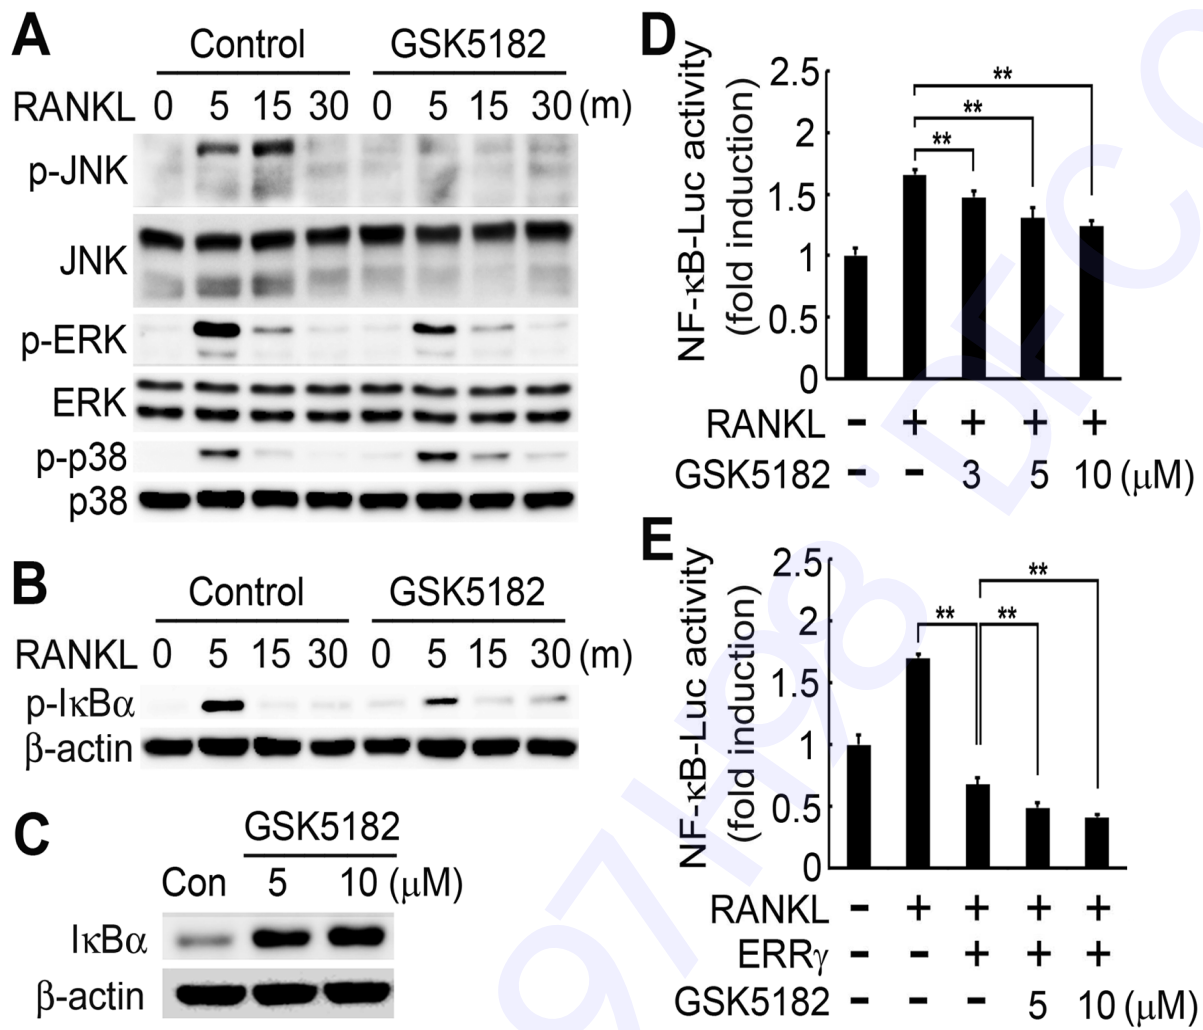 A
Control GSK5182
RANKL 0 5 15 30 0 5 15 30 (m)
p-JNK
JNK
p-ERK
ERK
p-p38
p38
B
Control GSK5182
RANKL 0 5 15 30 0 5 15 30 (m)
p-IκBα
β-actin
C
GSK5182
Con 5 10 (μM)
IκBα
β-actin
D
NF-κB-Luc activity
(fold induction)
2.5
2
1.5
1
0.5
0
**
**
**
RANKL - + + + +
GSK5182 - - 3 5 10 (μM)
E
NF-κB-Luc activity
(fold induction)
2.5
2
1.5
1
0.5
0
**
** **
RANKL - + + + +
ERRγ - - + + +
GSK5182 - - - 5 10 (μM)